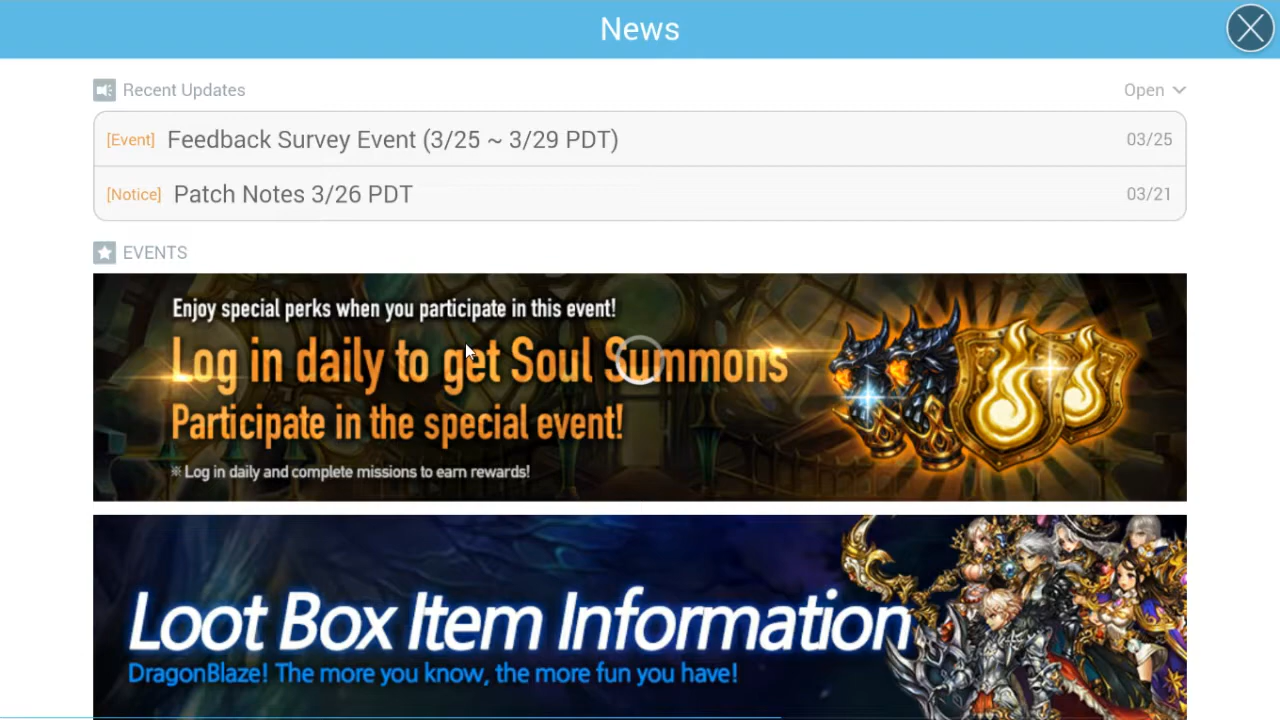 News
Recent Updates
Open
[Event] Feedback Survey Event (3/25 ~ 3/29 PDT) 03/25
[Notice] Patch Notes 3/26 PDT 03/21
EVENTS
Enjoy special perks when you participate in this event!
Log in daily to get Soul Summons
Participate in the special event!
※ Log in daily and complete missions to earn rewards!
Loot Box Item Information
DragonBlaze! The more you know, the more fun you have!